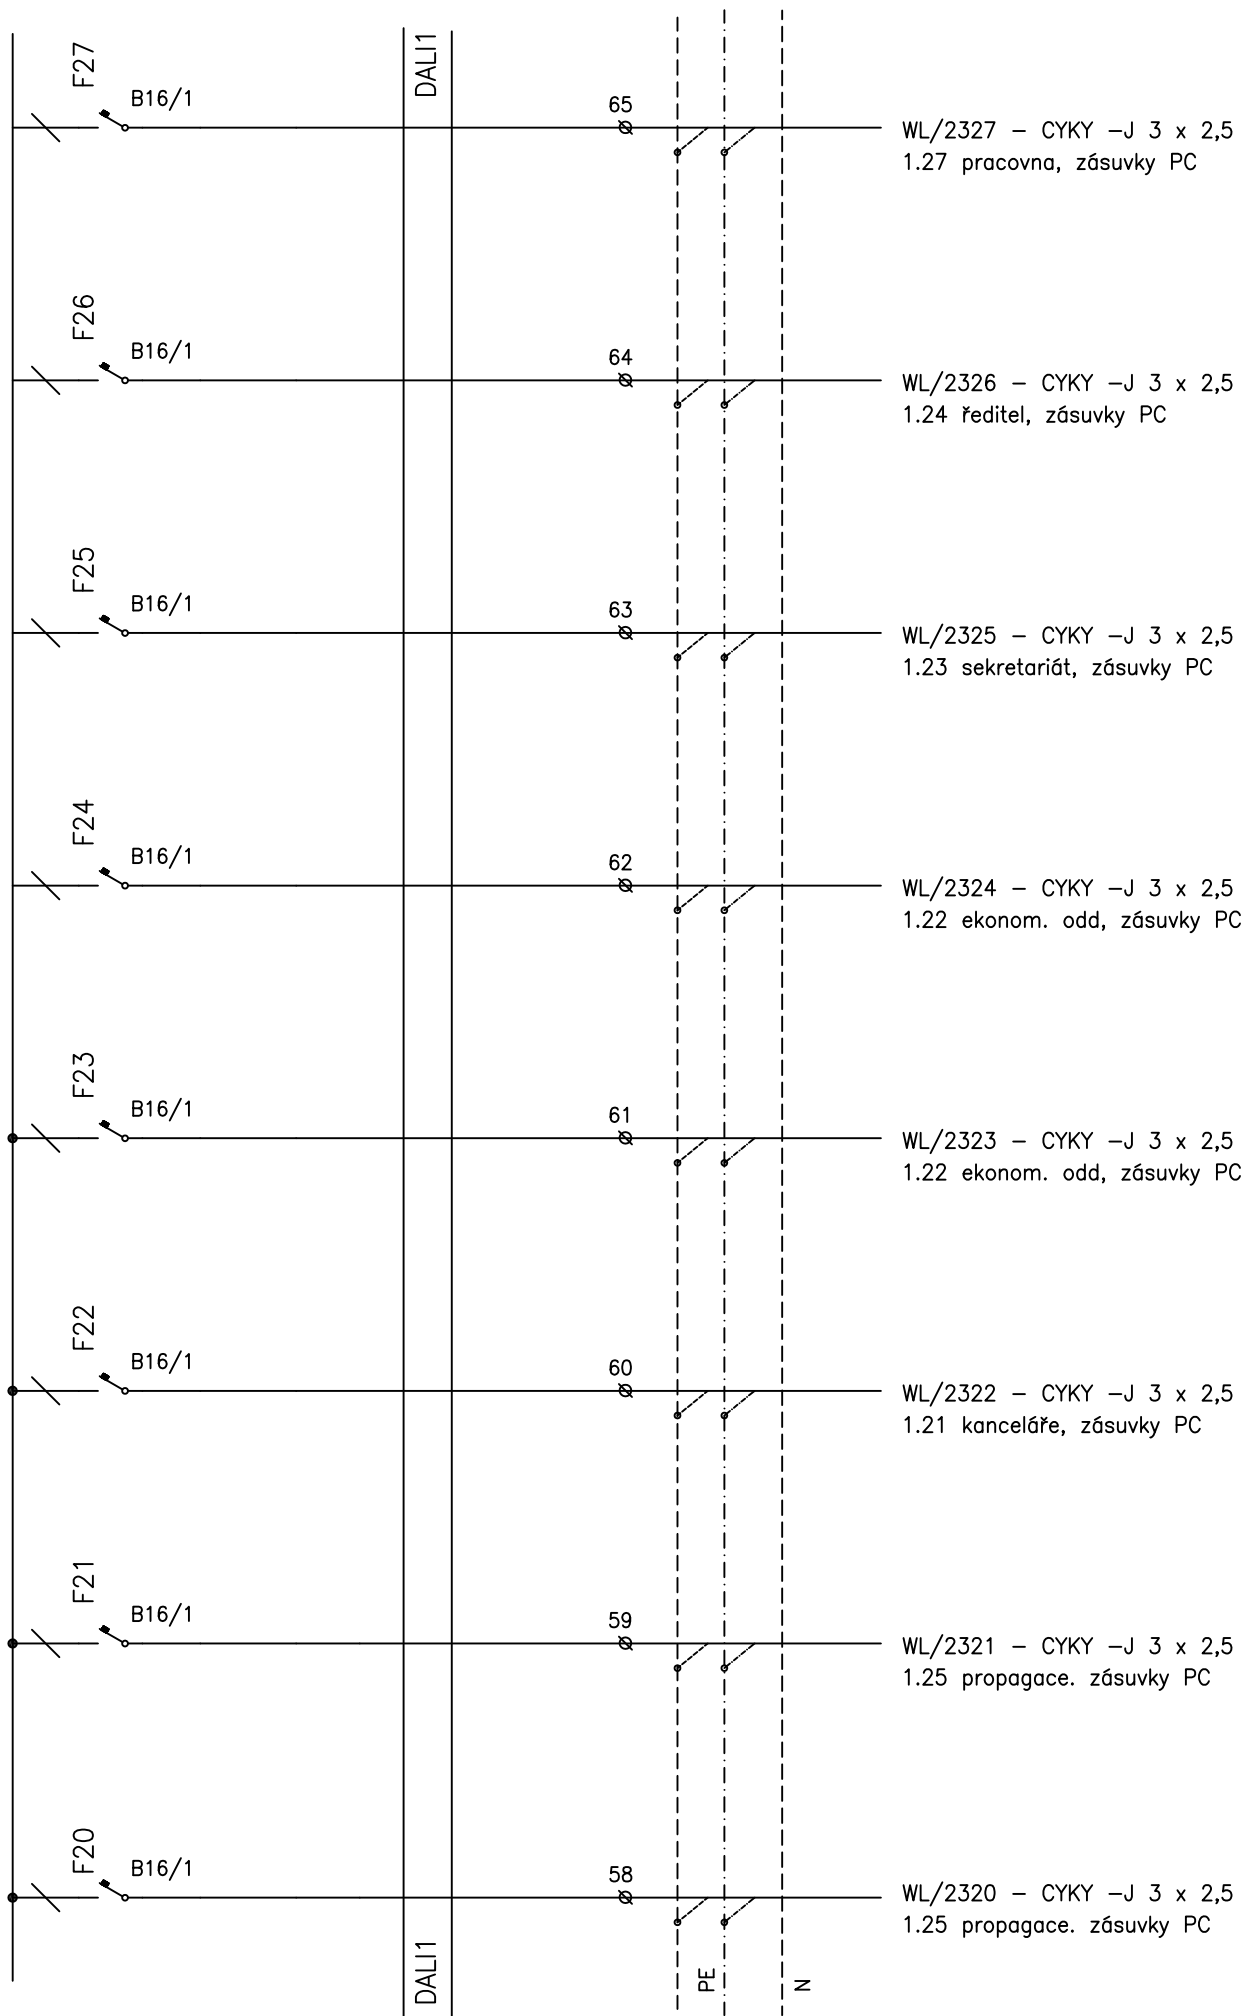 DALI1
F27
B16/1
65
WL/2327 – CYKY –J 3 x 2,5
1.27 pracovna, zásuvky PC
F26
B16/1
64
WL/2326 – CYKY –J 3 x 2,5
1.24 ředitel, zásuvky PC
F25
B16/1
63
WL/2325 – CYKY –J 3 x 2,5
1.23 sekretariát, zásuvky PC
F24
B16/1
62
WL/2324 – CYKY –J 3 x 2,5
1.22 ekonom. odd, zásuvky PC
F23
B16/1
61
WL/2323 – CYKY –J 3 x 2,5
1.22 ekonom. odd, zásuvky PC
F22
B16/1
60
WL/2322 – CYKY –J 3 x 2,5
1.21 kanceláře, zásuvky PC
F21
B16/1
59
WL/2321 – CYKY –J 3 x 2,5
1.25 propagace. zásuvky PC
F20
B16/1
58
WL/2320 – CYKY –J 3 x 2,5
1.25 propagace. zásuvky PC
DALI1
PE
N